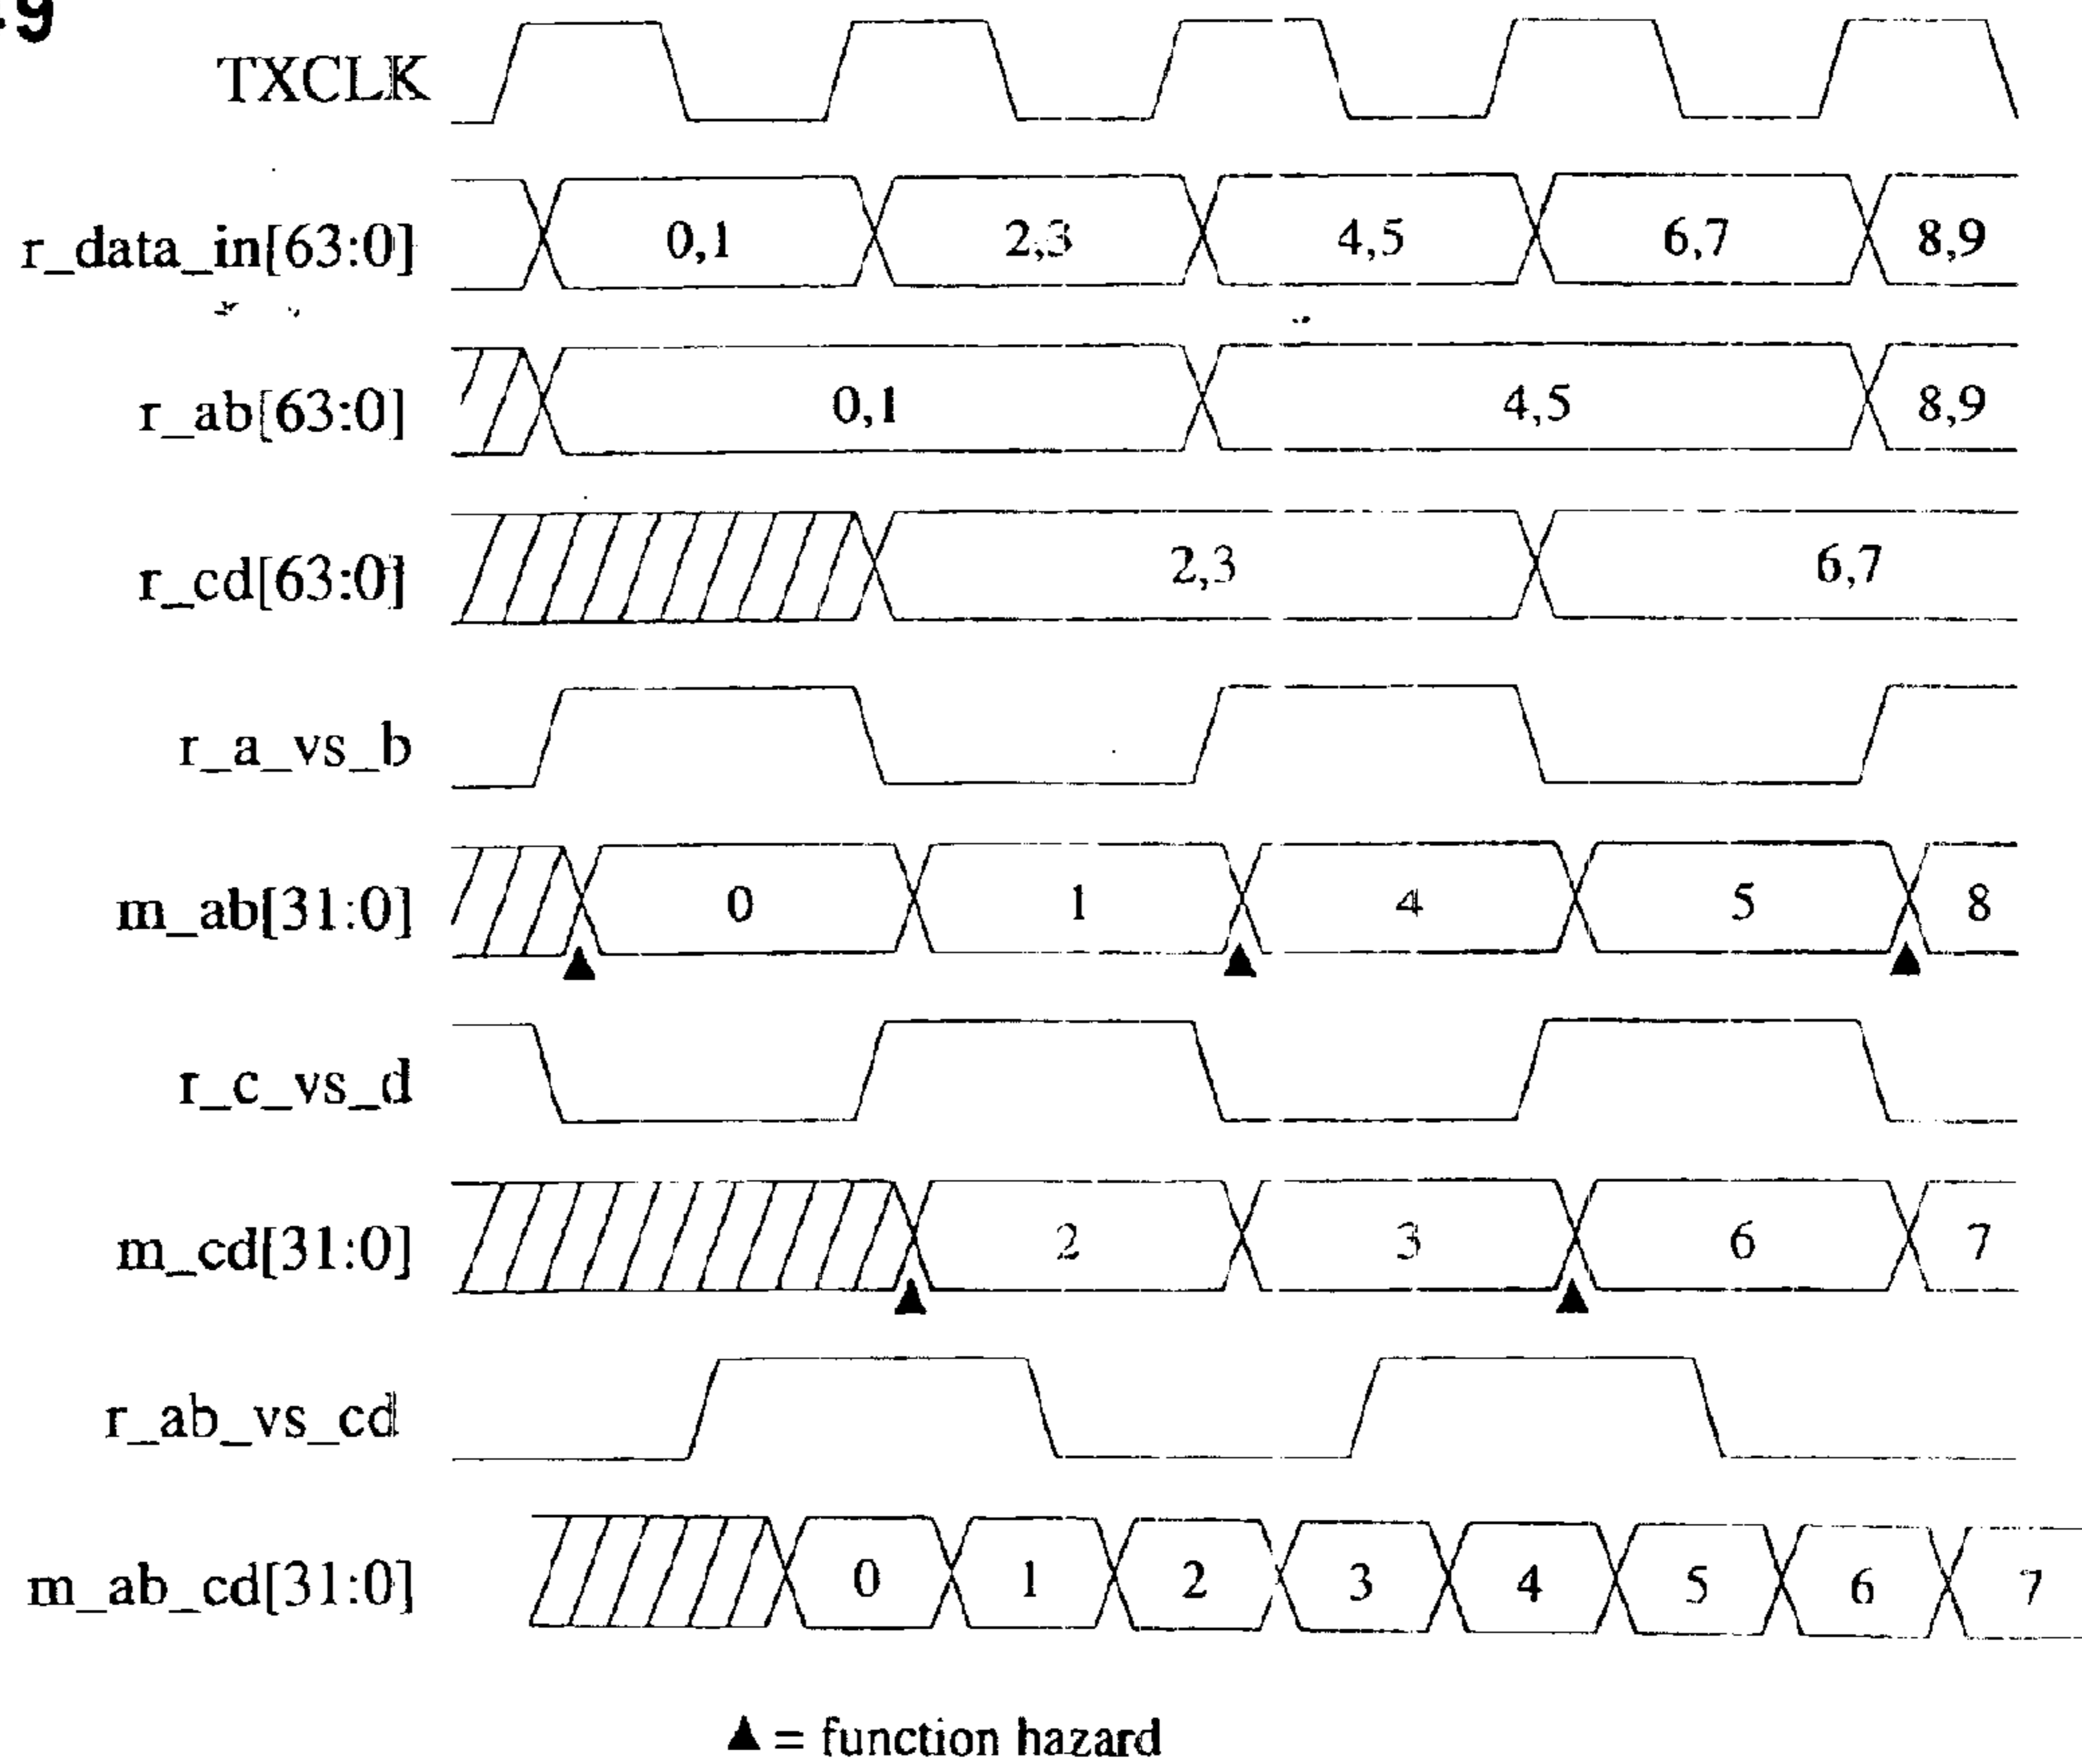 TXCLK
r_data_in[63:0] 0,1 2,3 4,5 6,7 8,9
r_ab[63:0] 0,1 4,5 8,9
r_cd[63:0] 2,3 6,7
r_a_vs_b
m_ab[31:0] 0 1 4 5 8
r_c_vs_d
m_cd[31:0] 2 3 6 7
r_ab_vs_cd
m_ab_cd[31:0] 0 1 2 3 4 5 6 7
▲ = function hazard